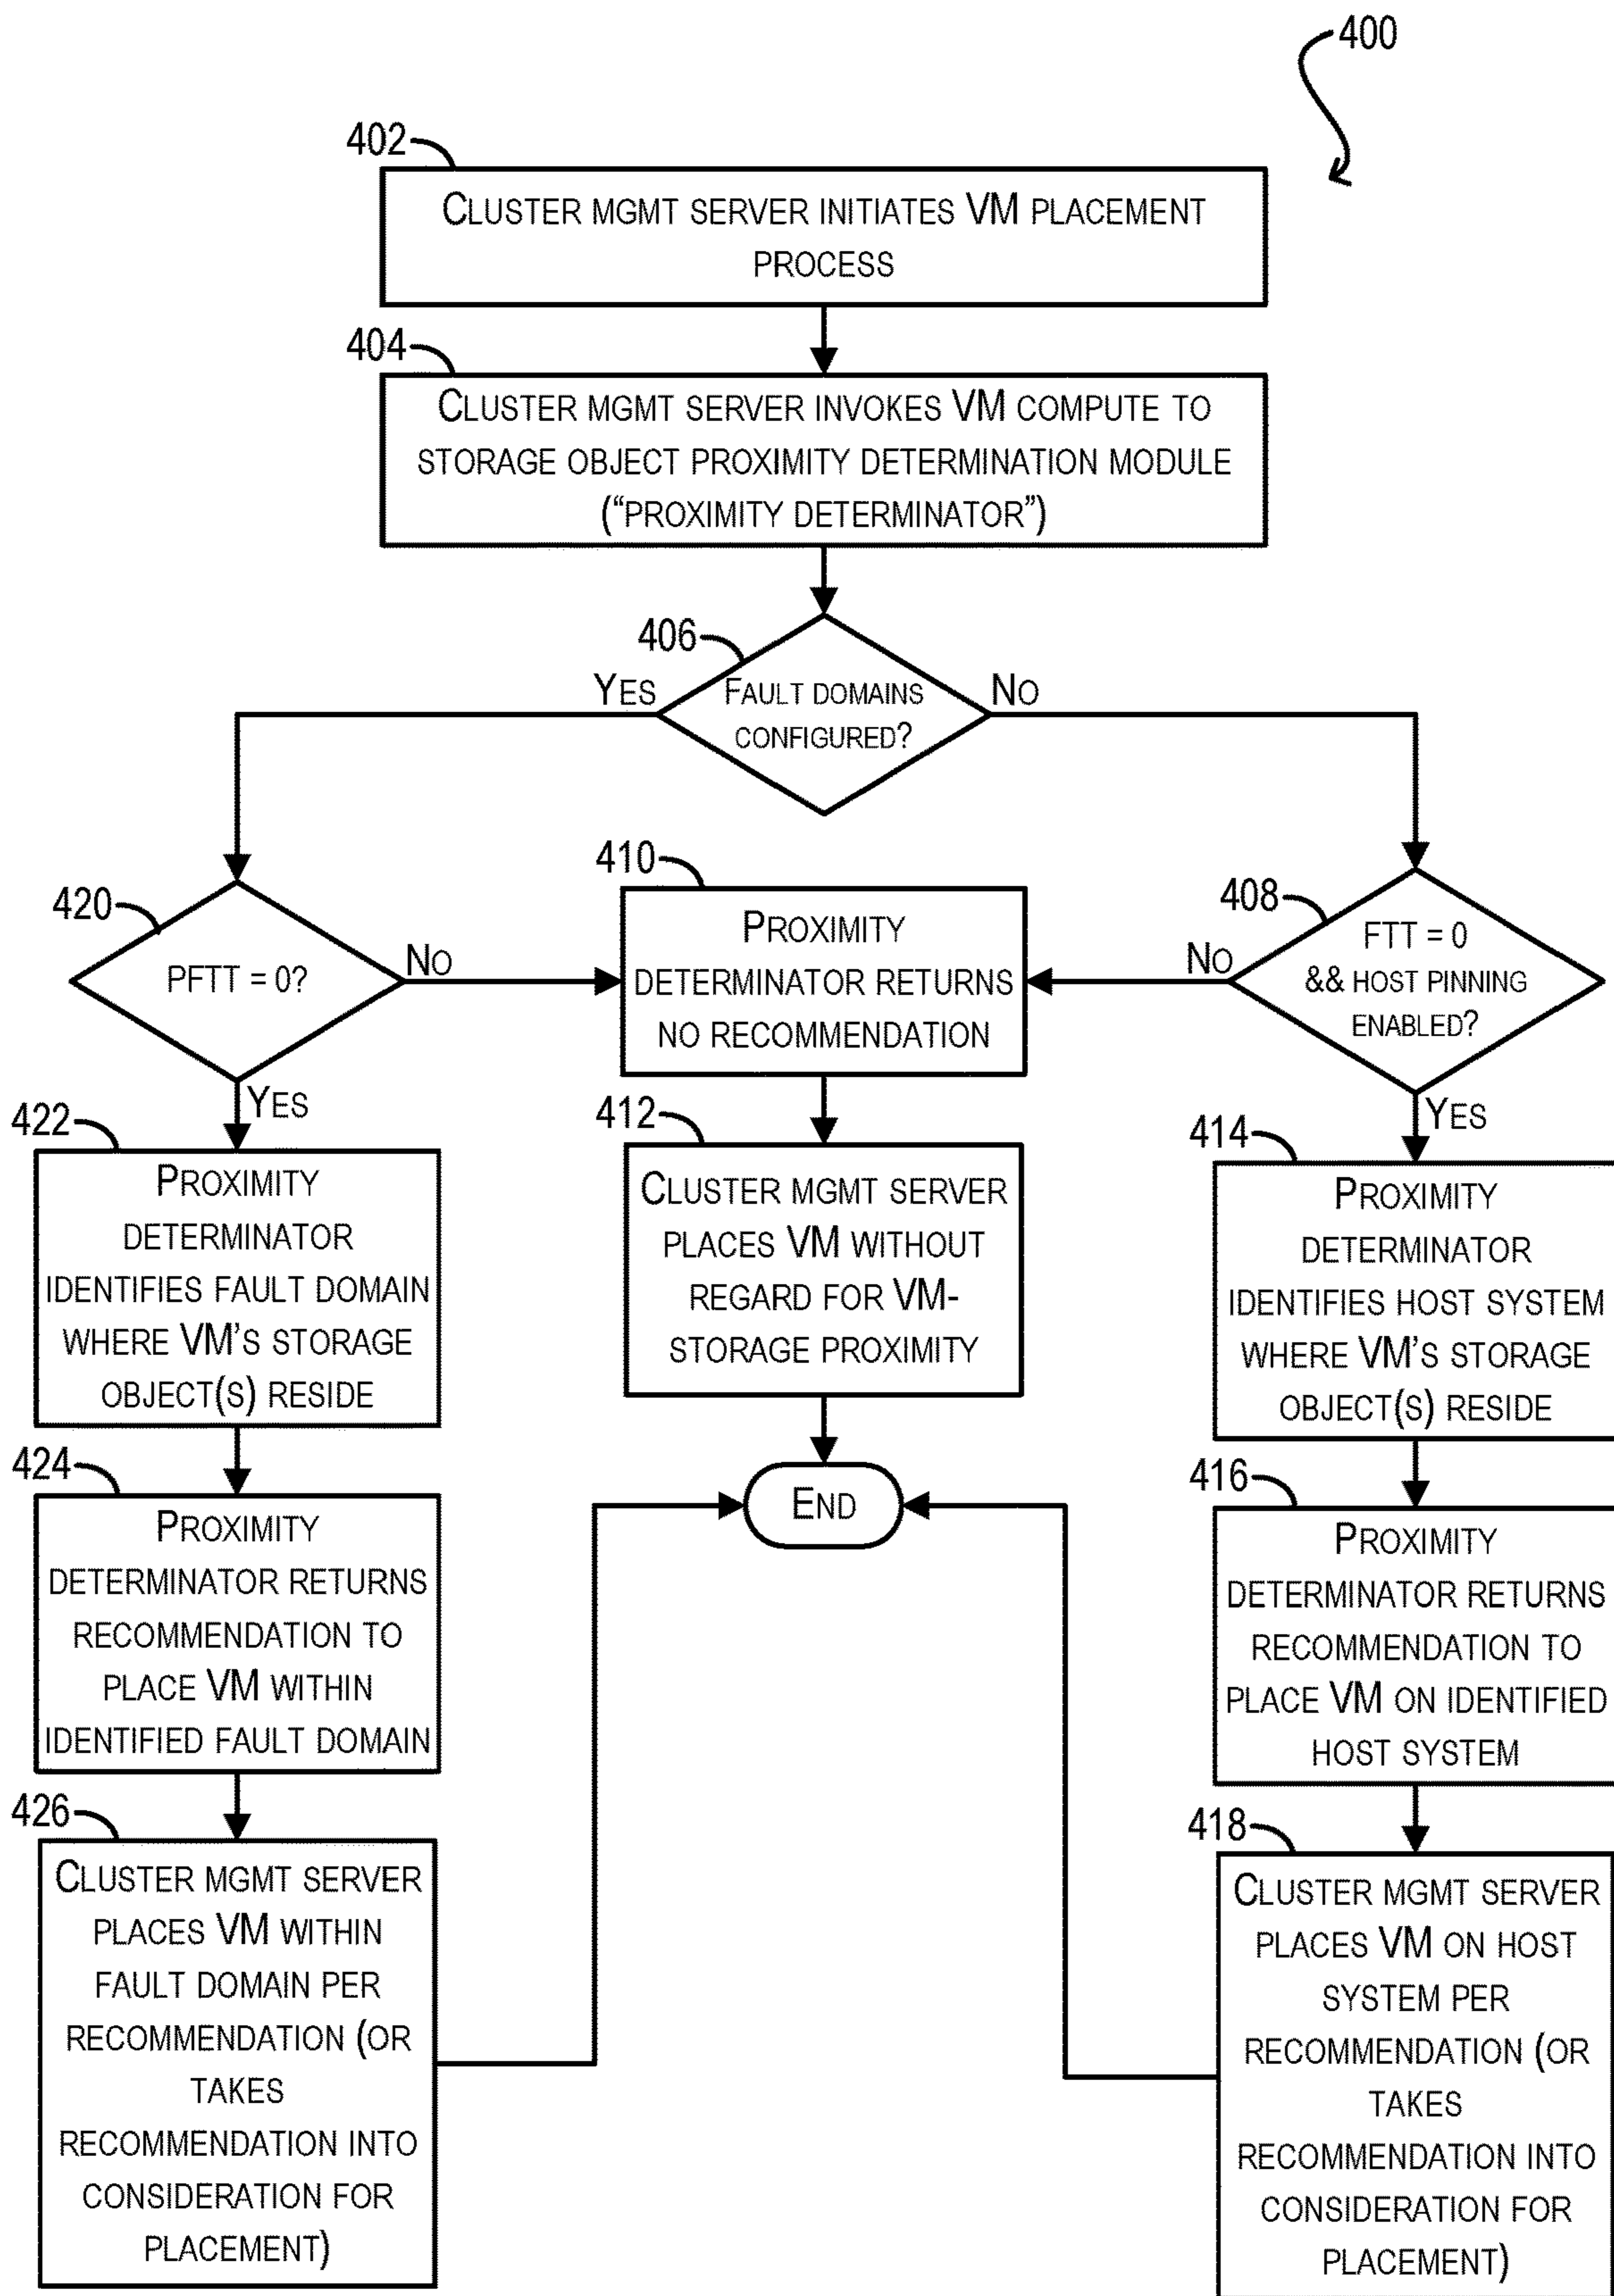 400
402
Cluster mgmt server initiates VM placement
process
404
Cluster mgmt server invokes VM compute to
storage object proximity determination module
(“proximity determinator”)
406
Yes
No
Fault domains
configured?
420
PFTT = 0?
No
Yes
410
Proximity
determinator returns
no recommendation
408
FTT = 0
&& host pinning
enabled?
No
Yes
422
Proximity
determinator
identifies fault domain
where VM's storage
object(s) reside
412
Cluster mgmt server
places VM without
regard for VM-
storage proximity
414
Proximity
determinator
identifies host system
where VM's storage
object(s) reside
424
Proximity
determinator returns
recommendation to
place VM within
identified fault domain
End
416
Proximity
determinator returns
recommendation to
place VM on identified
host system
426
Cluster mgmt server
places VM within
fault domain per
recommendation (or
takes
recommendation into
consideration for
placement)
418
Cluster mgmt server
places VM on host
system per
recommendation (or
takes
recommendation into
consideration for
placement)